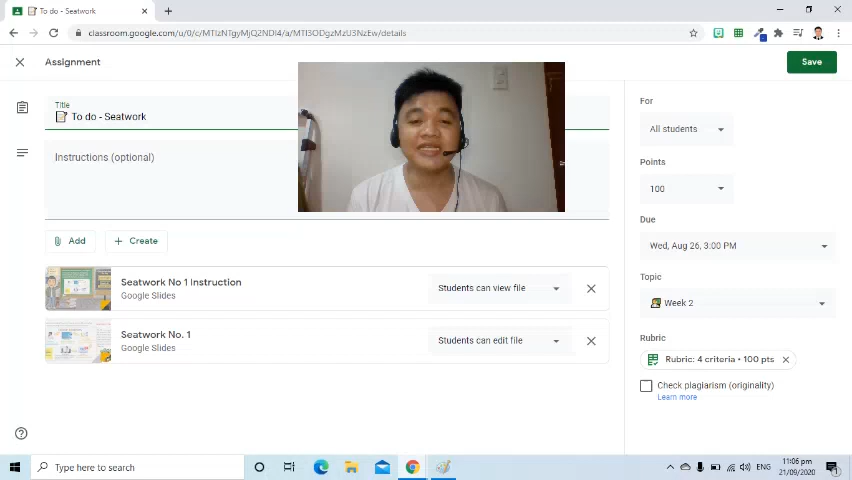 To do - Seatwork
classroom.google.com/u/0/c/MTIzNTgyMjQ2NDI4/a/MTI3ODgzMzU3NzEw/details
Assignment
Save
Title
To do - Seatwork
Instructions (optional)
Add
Create
Seatwork No 1 Instruction
Google Slides
Students can view file
Seatwork No. 1
Google Slides
Students can edit file
For
All students
Points
100
Due
Wed, Aug 26, 3:00 PM
Topic
Week 2
Rubric
Rubric: 4 criteria • 100 pts
Check plagiarism (originality)
Learn more
Type here to search
ENG
11:06 pm
21/09/2020